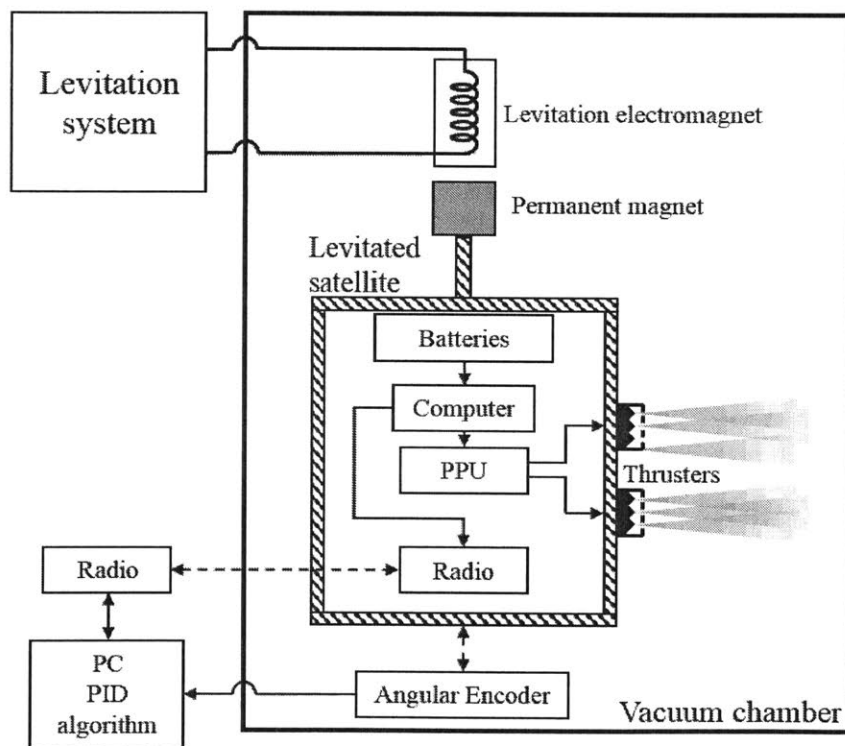 Levitation
system
Levitation electromagnet
Permanent magnet
Levitated
satellite
Batteries
Computer
PPU
Thrusters
Radio
Radio
PC
PID
algorithm
Angular Encoder
Vacuum chamber